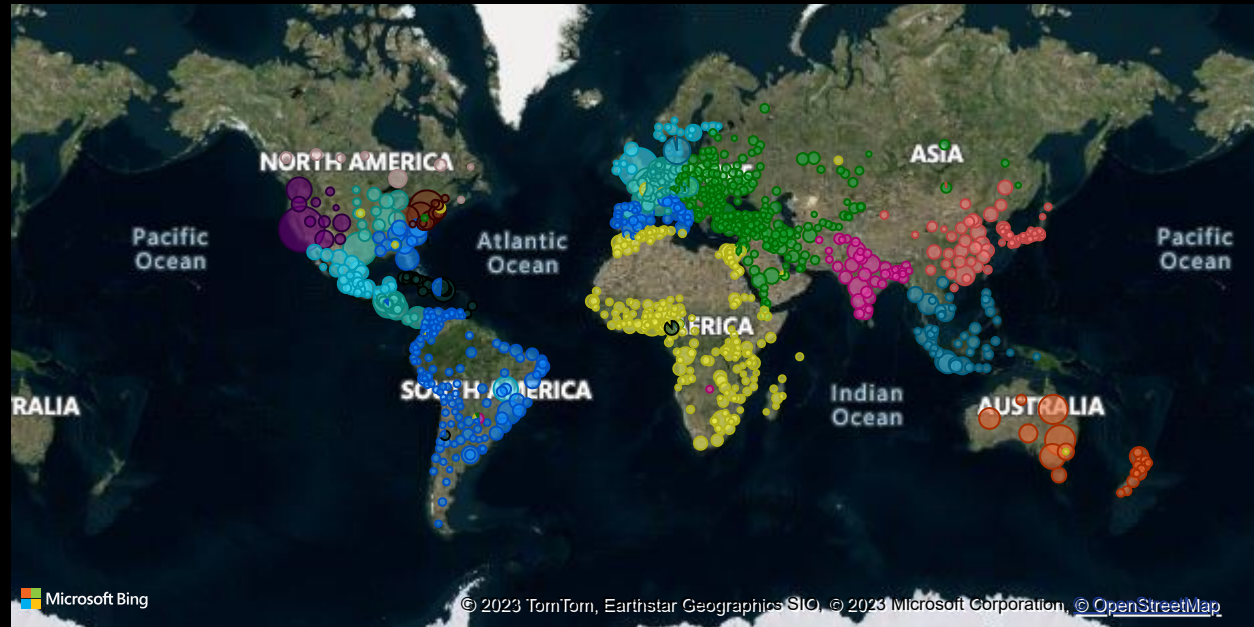 NORTH AMERICA
ASIA
Pacific
Ocean
Atlantic
Ocean
Pacific
Ocean
AFRICA
SOUTH AMERICA
Indian
Ocean
RALIA
AUSTRALIA
Microsoft Bing
© 2023 TomTom, Earthstar Geographics SIO, © 2023 Microsoft Corporation, © OpenStreetMap